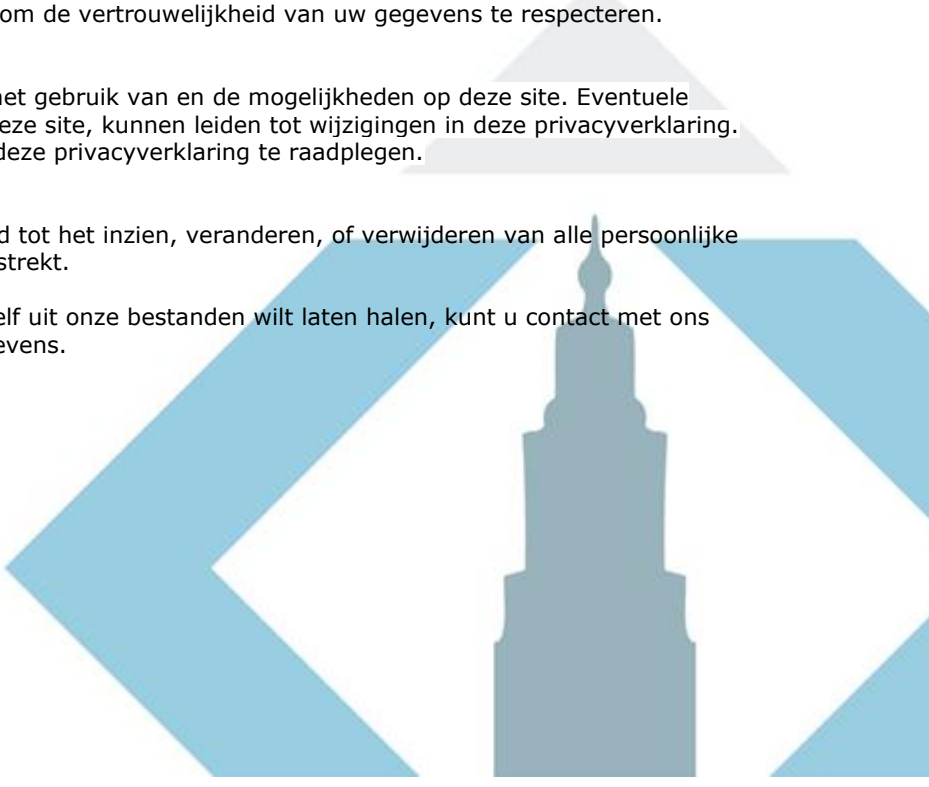 om de vertrouwelijkheid van uw gegevens te respecteren.
et gebruik van en de mogelijkheden op deze site. Eventuele
eze site, kunnen leiden tot wijzigingen in deze privacyverklaring.
deze privacyverklaring te raadplegen.
d tot het inzien, veranderen, of verwijderen van alle persoonlijke
strekt.
elf uit onze bestanden wilt laten halen, kunt u contact met ons
evens.